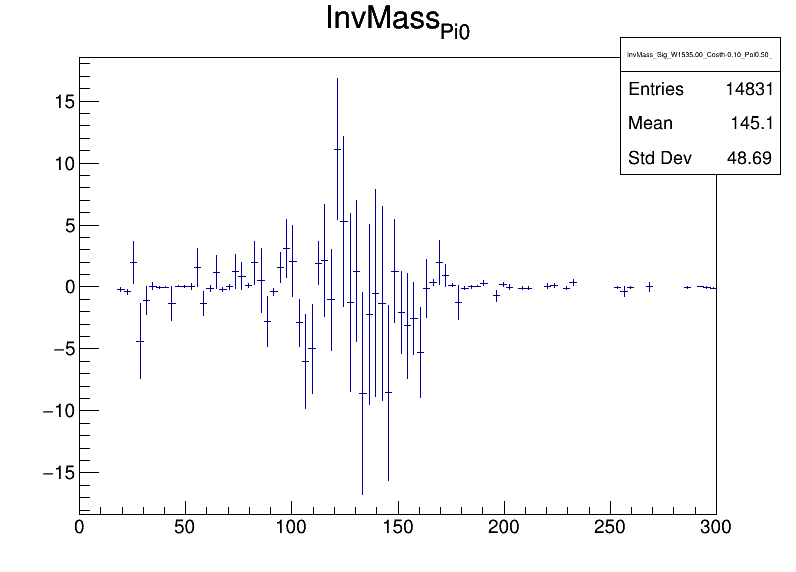 InvMassPi0
InvMass_Sig_W1535.00_Costh-0.10_Pol0.50_
Entries 14831
Mean 145.1
Std Dev 48.69
15
10
5
0
−5
−10
−15
0 50 100 150 200 250 300